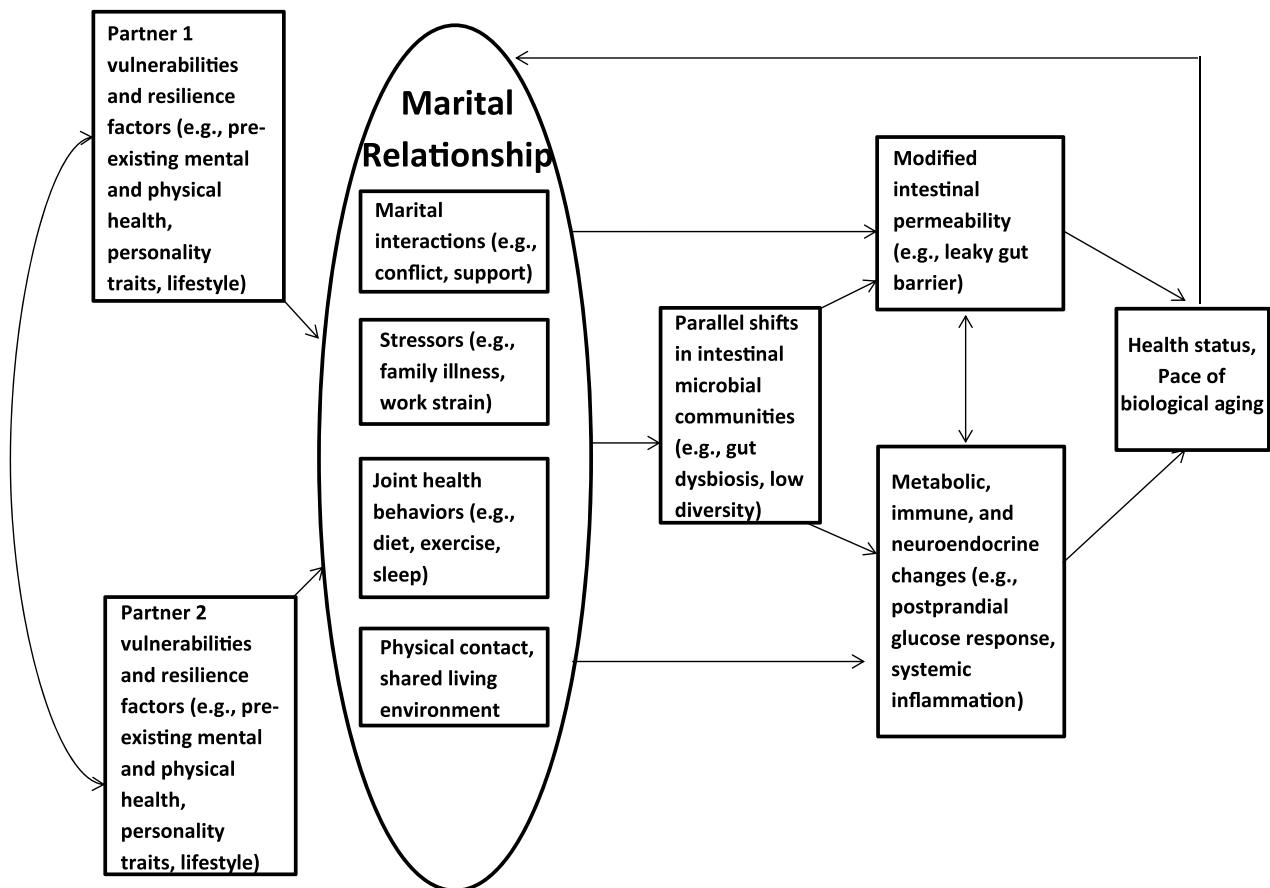 Partner 1
vulnerabilities
and resilience
factors (e.g., pre-
existing mental
and physical
health,
personality
traits, lifestyle)
Partner 2
vulnerabilities
and resilience
factors (e.g., pre-
existing mental
and physical
health,
personality
traits, lifestyle)
Marital
Relationship
Marital
interactions (e.g.,
conflict, support)
Stressors (e.g.,
family illness,
work strain)
Joint health
behaviors (e.g.,
diet, exercise,
sleep)
Physical contact,
shared living
environment
Parallel shifts
in intestinal
microbial
communities
(e.g., gut
dysbiosis, low
diversity)
Modified
intestinal
permeability
(e.g., leaky gut
barrier)
Metabolic,
immune, and
neuroendocrine
changes (e.g.,
postprandial
glucose response,
systemic
inflammation)
Health status,
Pace of
biological aging